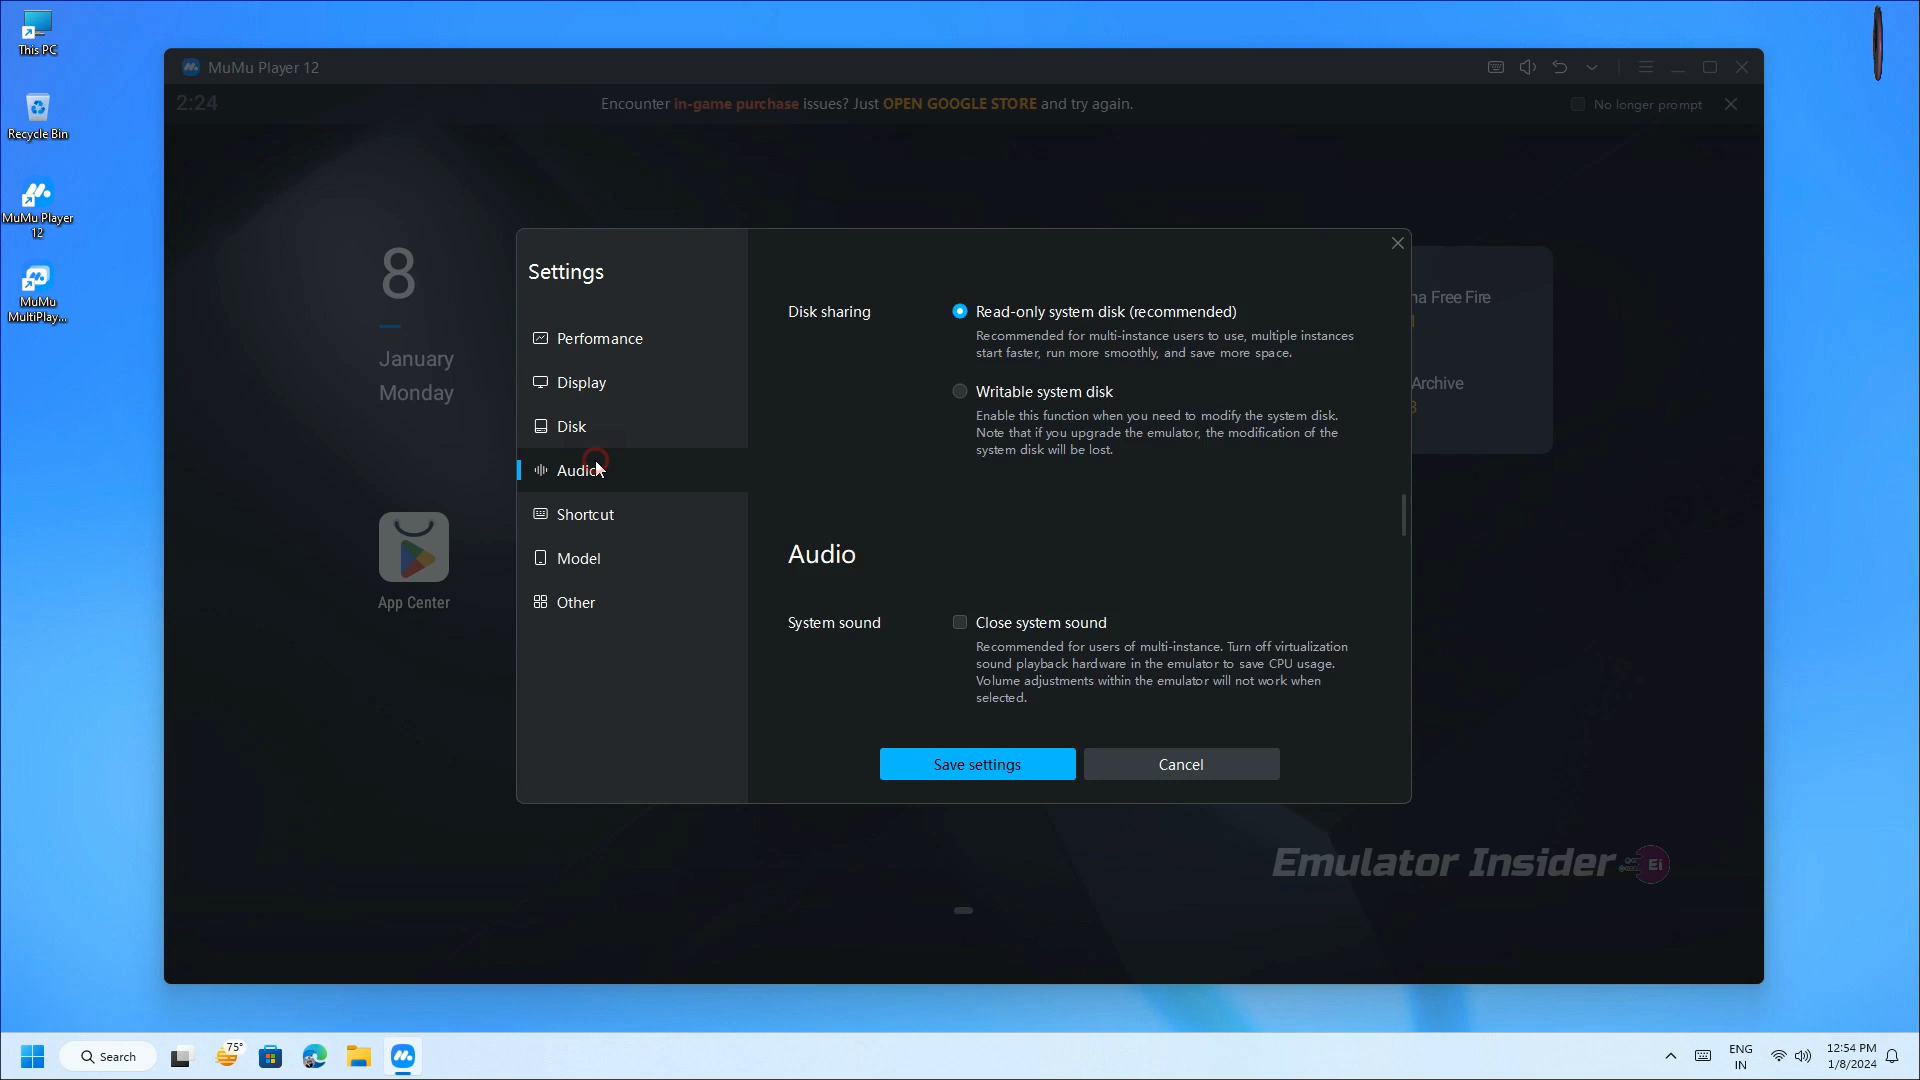 This PC
Recycle Bin
MuMu Player
12
MuMu
MultiPlay...
MuMu Player 12
2:24
Encounter in-game purchase issues? Just OPEN GOOGLE STORE and try again.
No longer prompt
8
January
Monday
App Center
na Free Fire
Archive
Settings
Performance
Display
Disk
Audio
Shortcut
Model
Other
Disk sharing
Read-only system disk (recommended)
Recommended for multi-instance users to use, multiple instances
start faster, run more smoothly, and save more space.
Writable system disk
Enable this function when you need to modify the system disk.
Note that if you upgrade the emulator, the modification of the
system disk will be lost.
Audio
System sound
Close system sound
Recommended for users of multi-instance. Turn off virtualization
sound playback hardware in the emulator to save CPU usage.
Volume adjustments within the emulator will not work when
selected.
Save settings
Cancel
Emulator Insider
Ei
Search
75°
ENG
IN
12:54 PM
1/8/2024